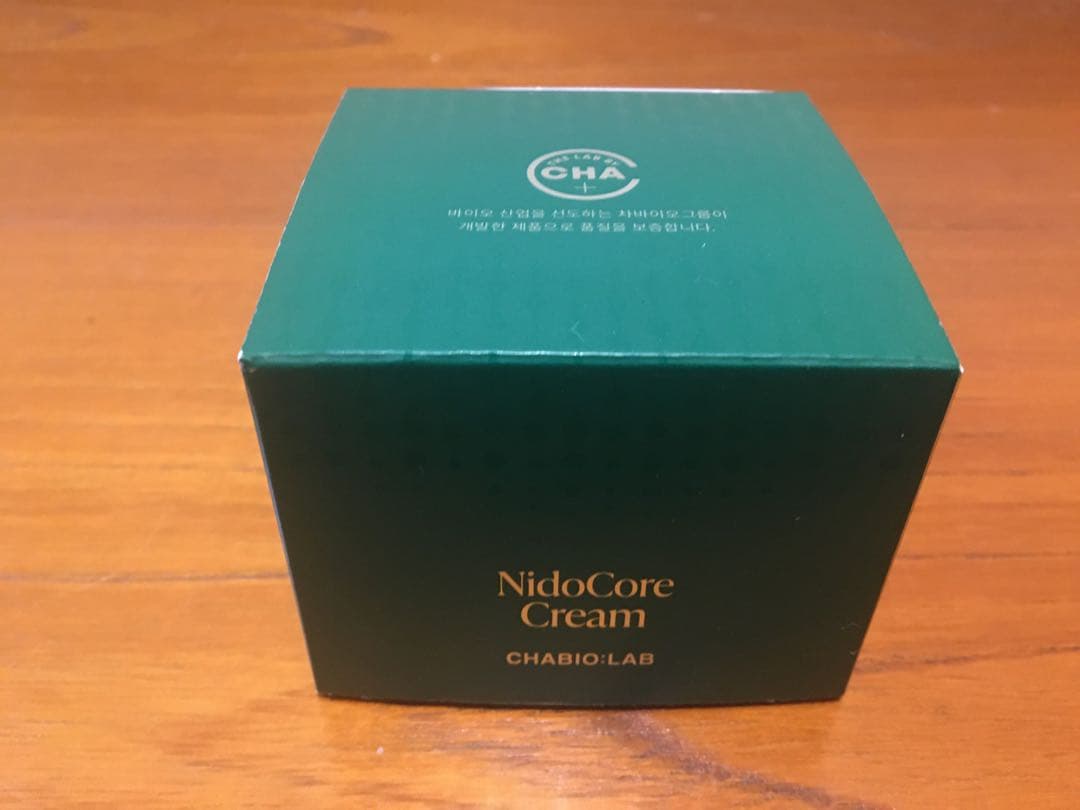 THE LAB BY
CHA
+
바이오 산업을 선도하는 차바이오그룹이
개발한 제품으로 품질을 보증합니다.
NidoCore
Cream
CHABIO:LAB